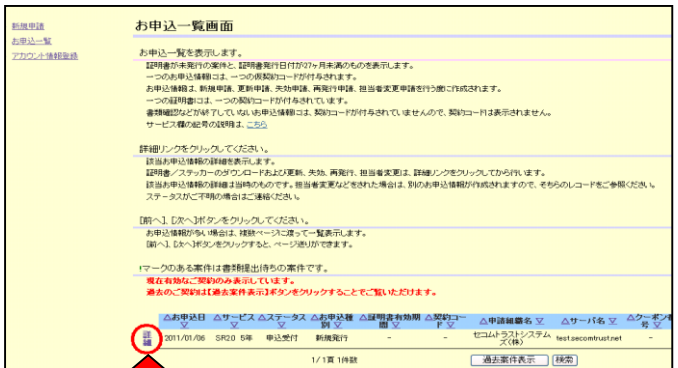 新規申請
お申込一覧
アカウント情報登録
お申込一覧画面
お申込一覧を表示します。
証明書が未発行の案件と、証明書発行日付が27ヶ月未満のものを表示します。
一つのお申込情報には、一つの仮契約コードが付与されます。
お申込情報は、新規申請、更新申請、失効申請、再発行申請、担当者変更申請を行う度に作成されます。
一つの証明書には、一つの契約コードが付与されています。
書類確認などが終了していないお申込情報には、契約コードが付与されていませんので、契約コードは表示されません。
サービス欄の記号の説明は、こちら
詳細リンクをクリックしてください。
該当お申込情報の詳細を表示します。
証明書/ステッカーのダウンロードおよび更新、失効、再発行、担当者変更は、詳細リンクをクリックしてから行います。
該当お申込情報の詳細は当時のものです。担当者変更などをされた場合は、別のお申込情報が作成されますので、そちらのレコードをご参照ください。
ステータスがご不明の場合はご連絡ください。
[前へ]、[次へ]ボタンをクリックしてください。
お申込情報が多い場合は、複数ページに渡って一覧表示します。
[前へ]、[次へ]ボタンをクリックすると、ページ送りができます。
!マークのある案件は書類提出待ちの案件です。
現在有効なご契約のみ表示しています。
過去のご契約は【過去案件表示】ボタンをクリックすることでご覧いただけます。
△お申込日▽ △サービス▽ △ステータス▽ △お申込種別▽ △証明書有効期間▽ △契約コード▽ △申請組織名▽ △サーバ名▽ △クーポン番号▽
詳細 2011/01/06 SR20 5年 申込受付 新規発行 - - セコムトラストシステムズ(株) test.secomtrust.net -
1/1頁 1件数 過去案件表示 検索